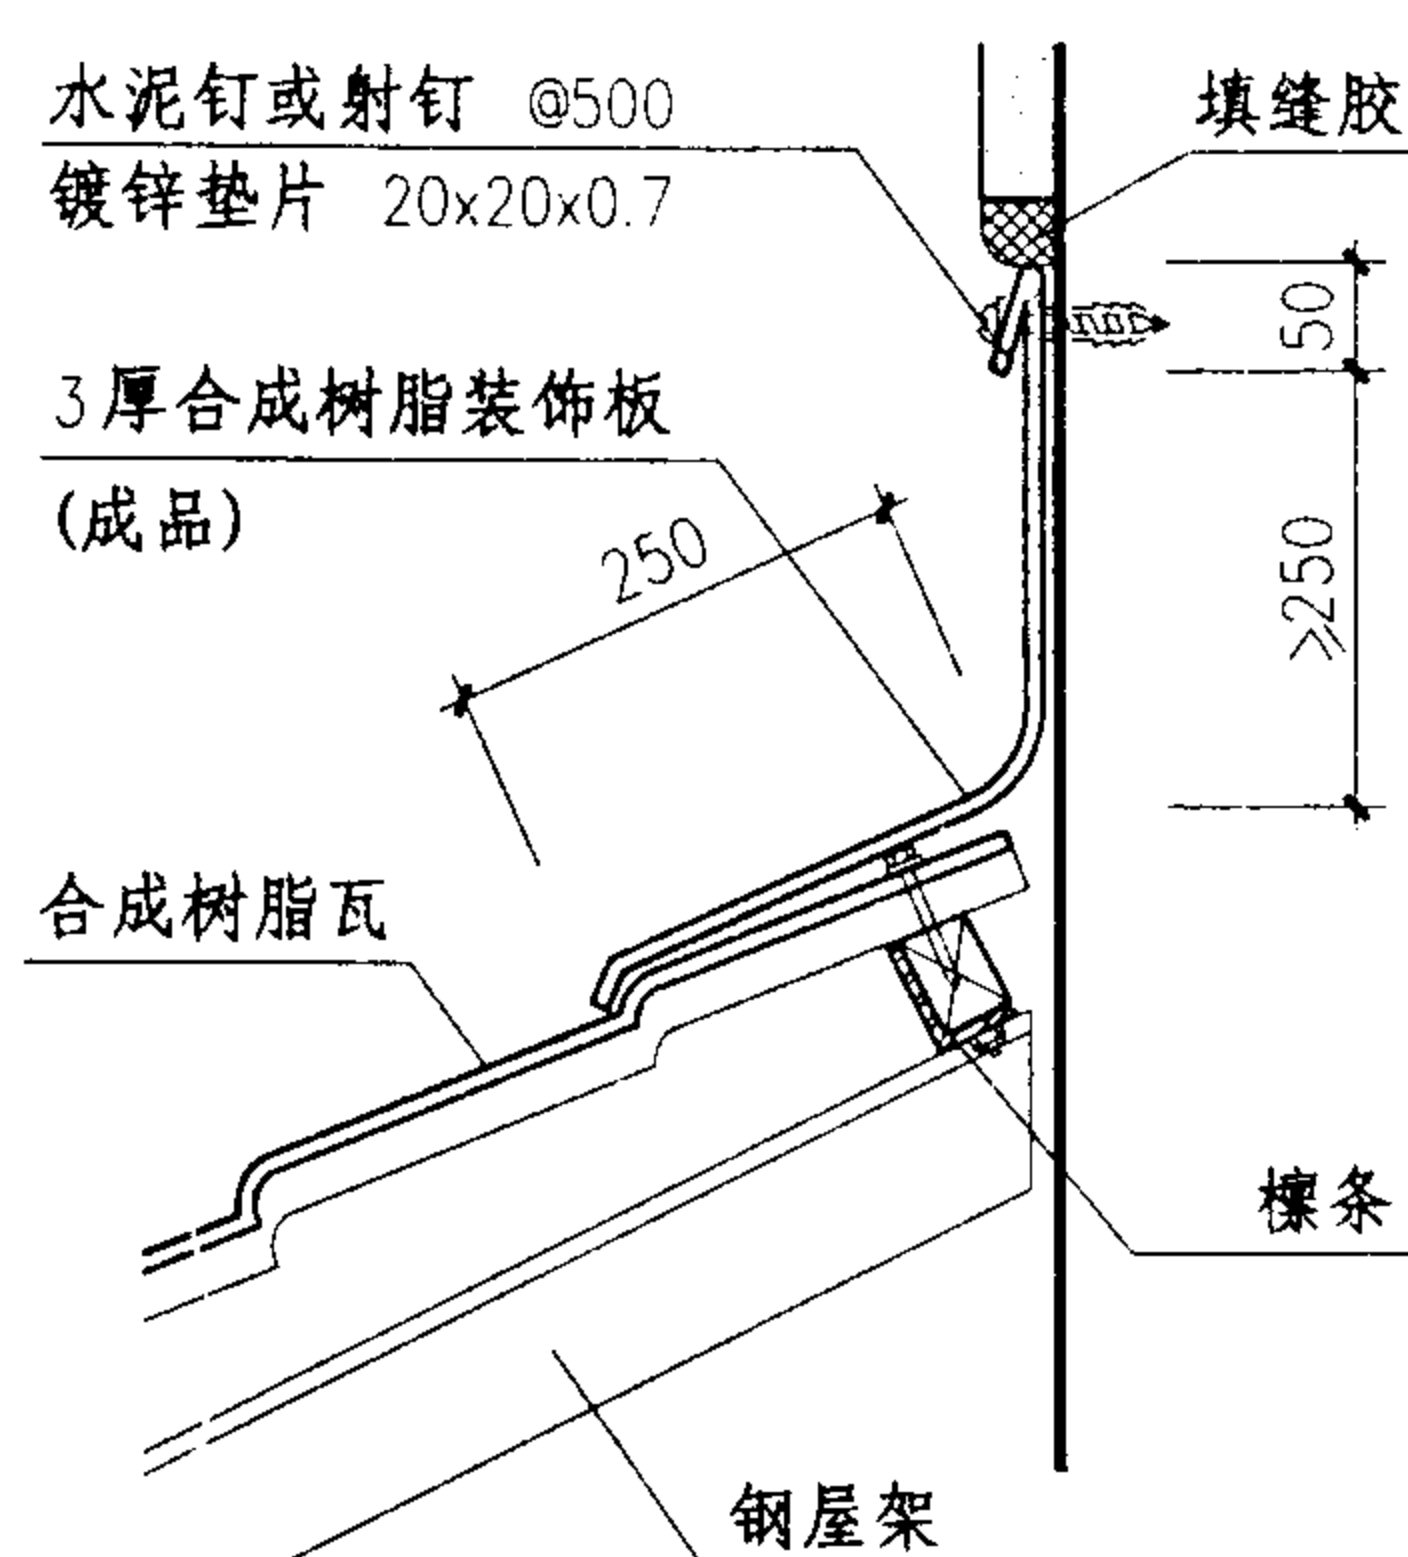 水泥钉或射钉 @500
镀锌垫片 20x20x0.7
填缝胶
50
3厚合成树脂装饰板
(成品)
250
≥250
合成树脂瓦
檩条
钢屋架